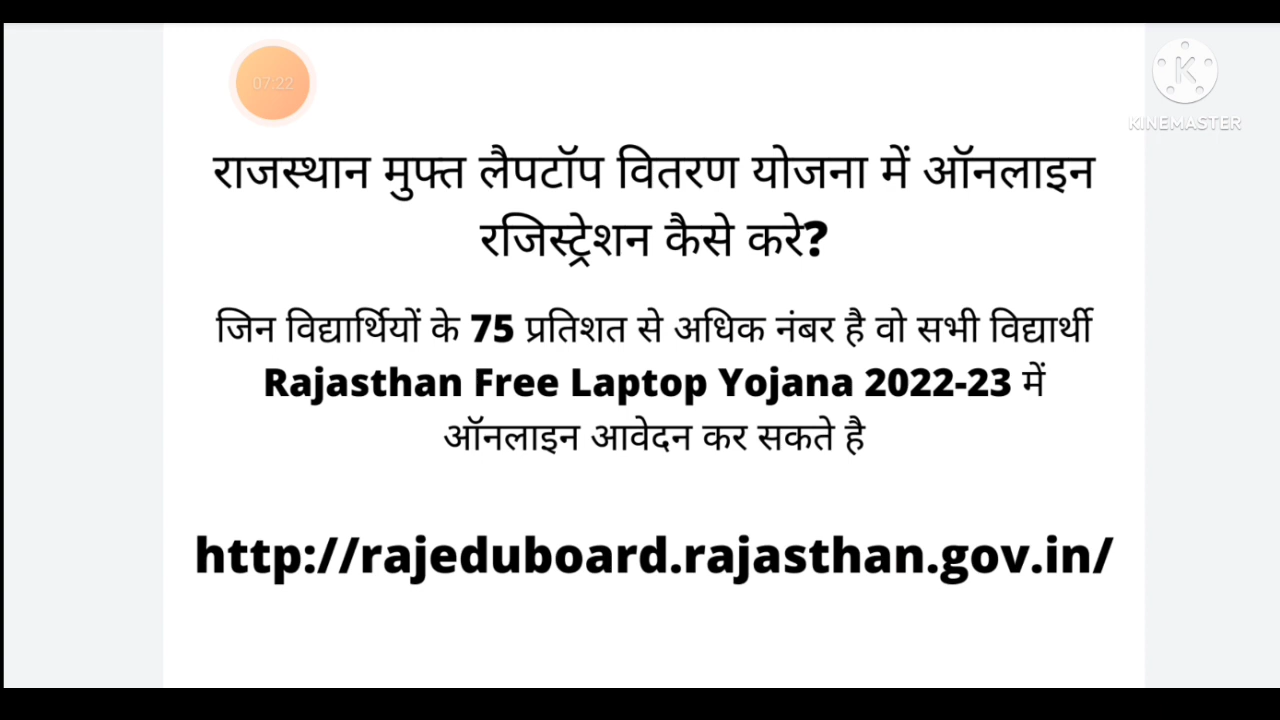 07:22
KINEMASTER
राजस्थान मुफ्त लैपटॉप वितरण योजना में ऑनलाइन
रजिस्ट्रेशन कैसे करे?
जिन विद्यार्थियों के 75 प्रतिशत से अधिक नंबर है वो सभी विद्यार्थी
Rajasthan Free Laptop Yojana 2022-23 में
ऑनलाइन आवेदन कर सकते है
http://rajeduboard.rajasthan.gov.in/